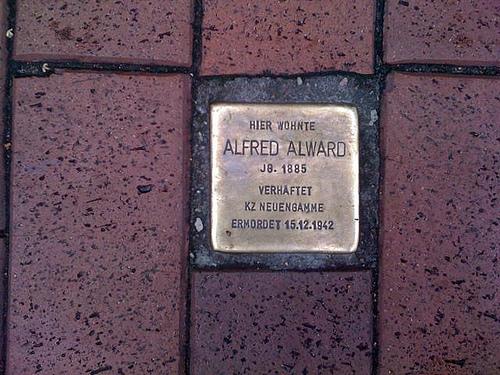 HIER WOHNTE
ALFRED ALWARD
JG. 1885
VERHAFTET
KZ NEUENGAMME
ERMORDET 15.12.1942